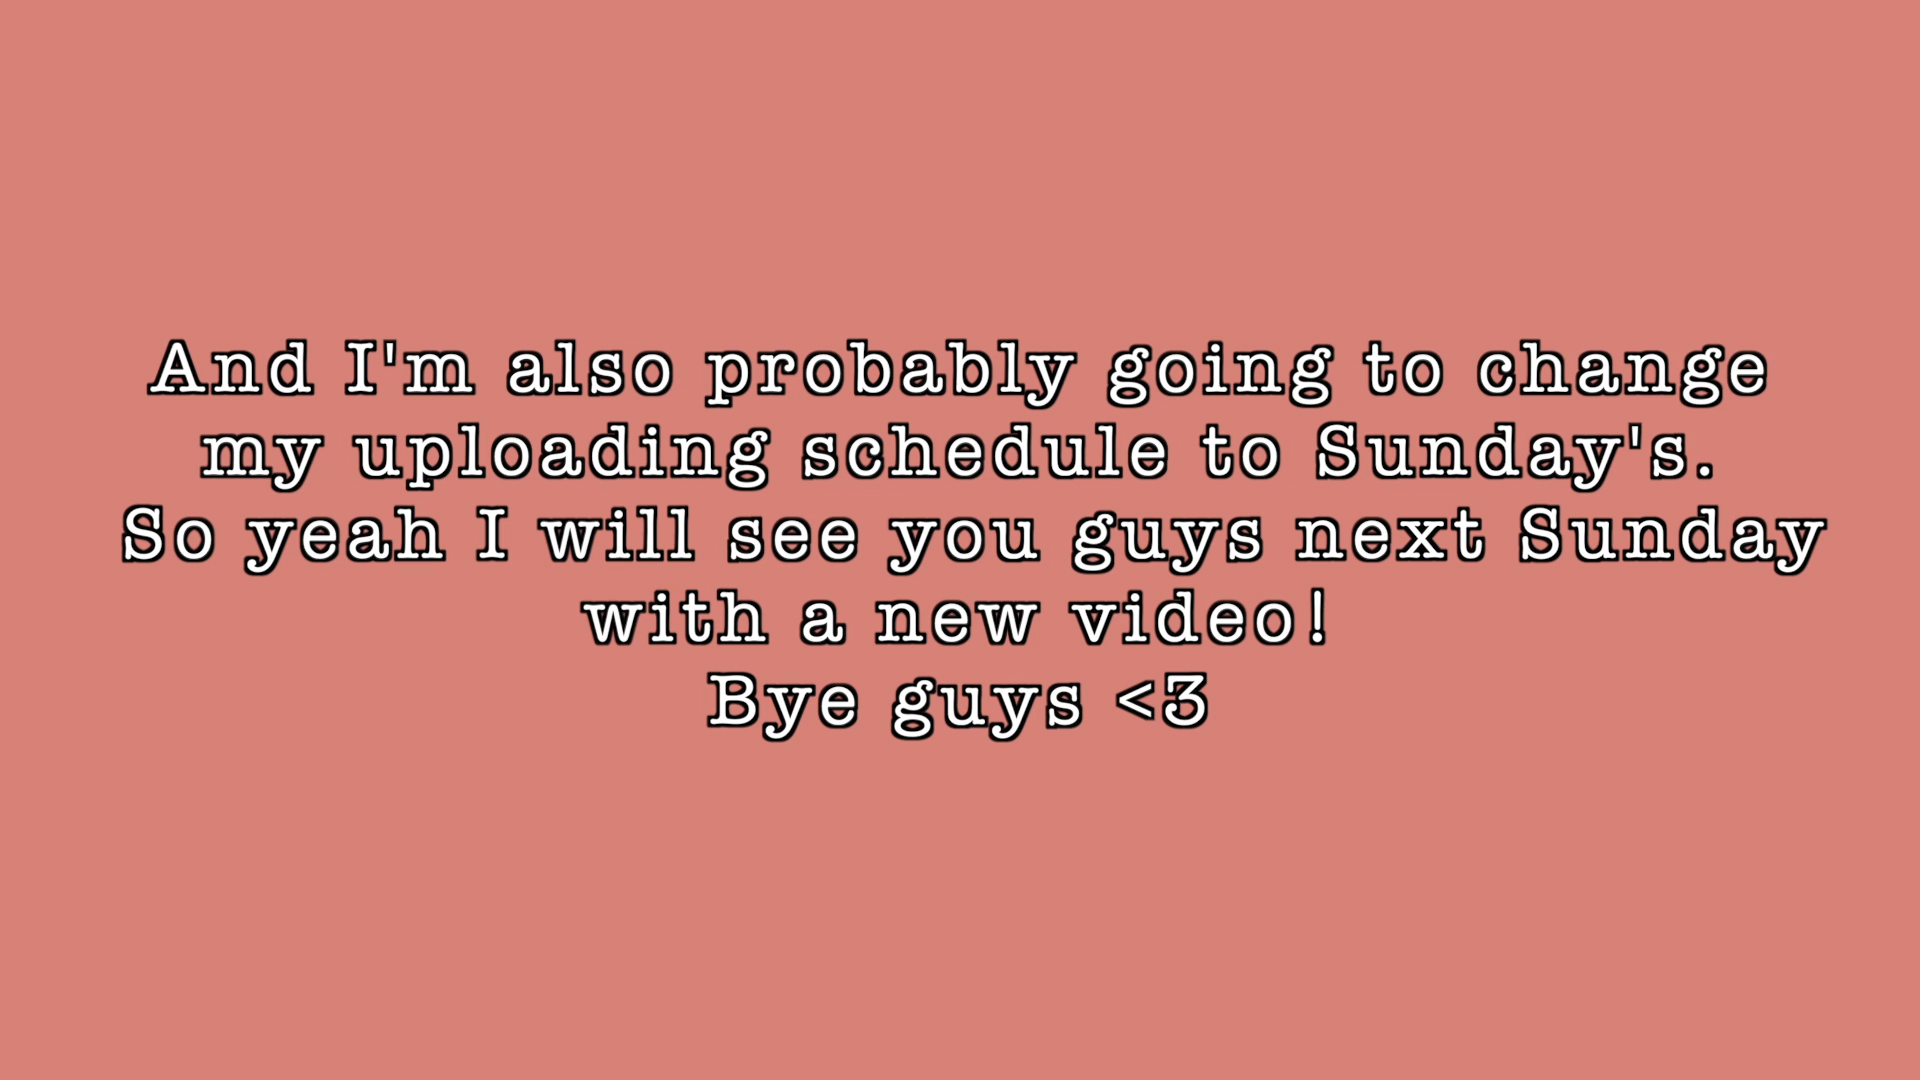 And I'm also probably going to change
my uploading schedule to Sunday's.
So yeah I will see you guys next Sunday
with a new video!
Bye guys <3